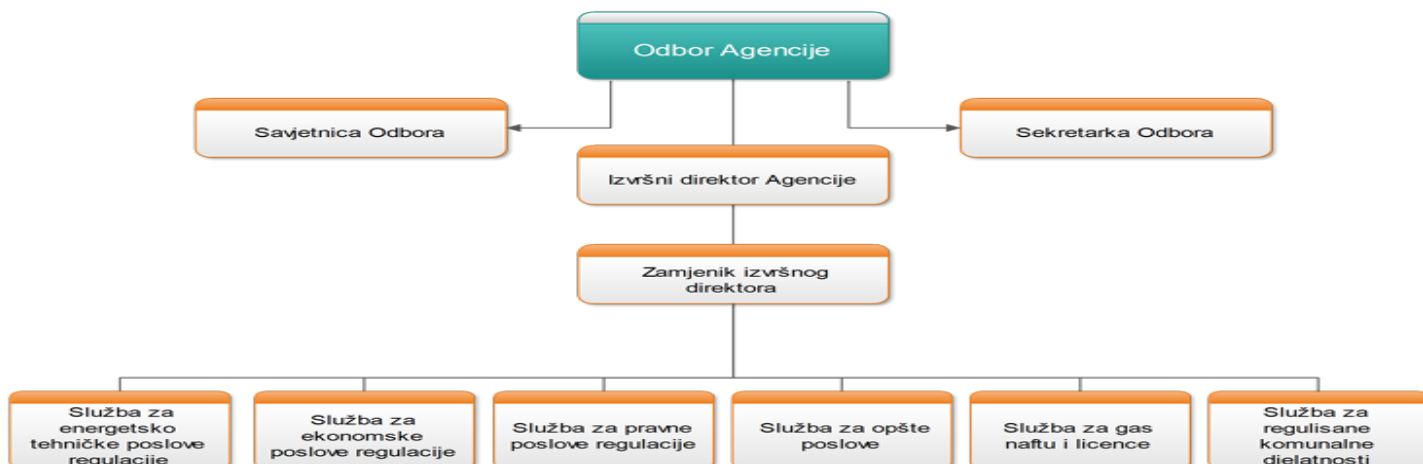 Odbor Agencije
Savjetnica Odbora
Sekretarka Odbora
Izvršni direktor Agencije
Zamjenik izvršnog
direktora
Služba za
energetsko
tehničke poslove
regulacije
Služba za
ekonomske
poslove regulacije
Služba za pravne
poslove regulacije
Služba za opšte
poslove
Služba za gas
naftu i licence
Služba za
regulisane
komunalne
djelatnosti